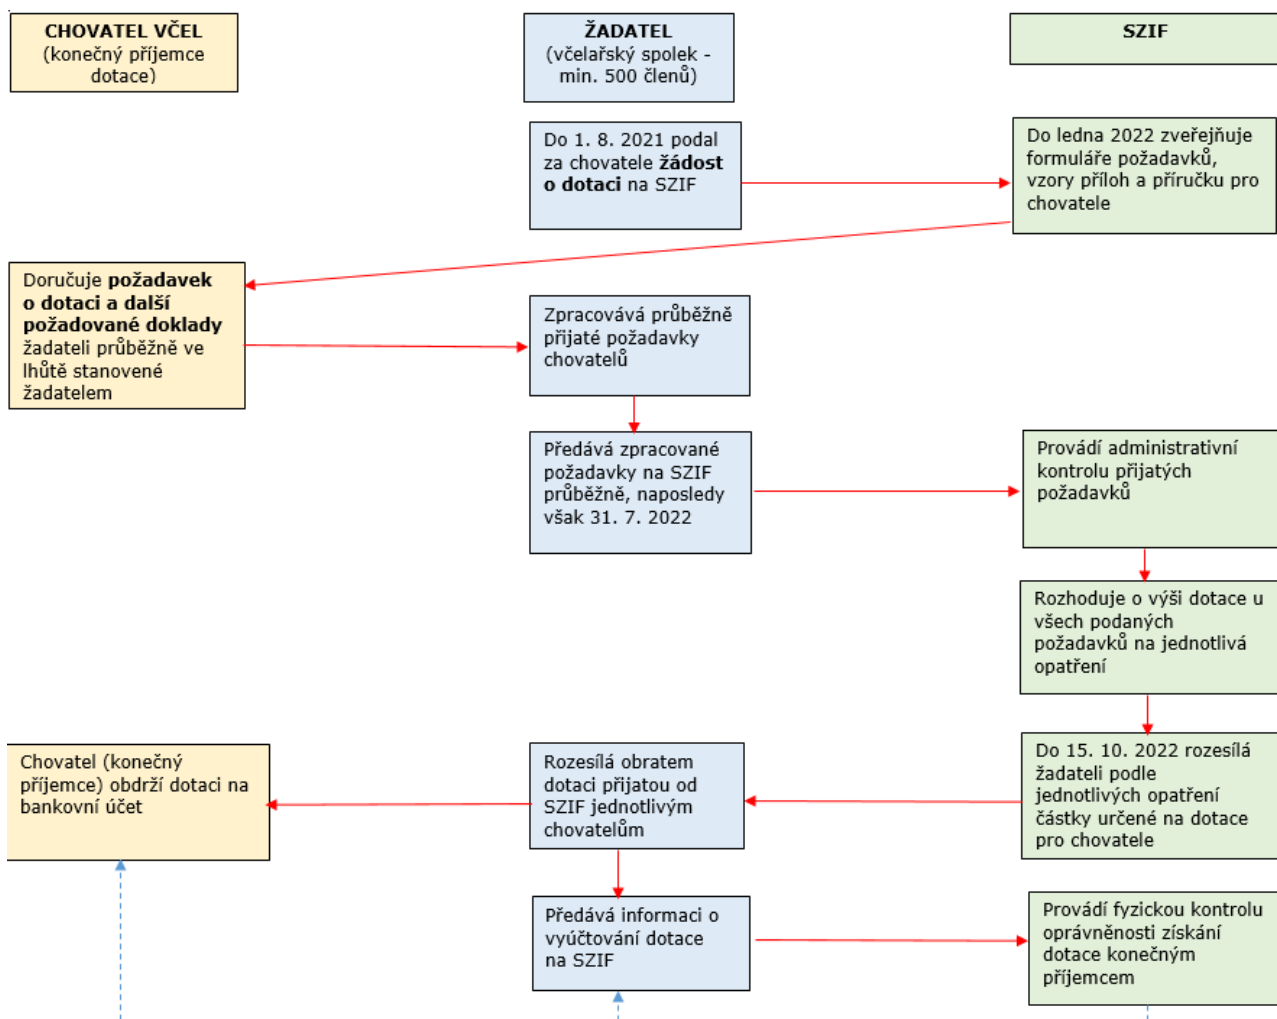 CHOVATEL VČEL
(konečný příjemce
dotace)
ŽADATEL
(včelařský spolek -
min. 500 členů)
SZIF
Do 1. 8. 2021 podal
za chovatele žádost
o dotaci na SZIF
Do ledna 2022 zveřejňuje
formuláře požadavků,
vzory příloh a příručku pro
chovatele
Doručuje požadavek
o dotaci a další
požadované doklady
žadateli průběžně ve
lhůtě stanovené
žadatelem
Zpracovává průběžně
přijaté požadavky
chovatelů
Předává zpracované
požadavky na SZIF
průběžně, naposledy
však 31. 7. 2022
Provádí administrativní
kontrolu přijatých
požadavků
Rozhoduje o výši dotace u
všech podaných
požadavků na jednotlivá
opatření
Do 15. 10. 2022 rozesílá
žadateli podle
jednotlivých opatření
částky určené na dotace
pro chovatele
Rozesílá obratem
dotaci přijatou od
SZIF jednotlivým
chovatelům
Chovatel (konečný
příjemce) obdrží dotaci na
bankovní účet
Předává informaci o
vyúčtování dotace
na SZIF
Provádí fyzickou kontrolu
oprávněnosti získání
dotace konečným
příjemcem